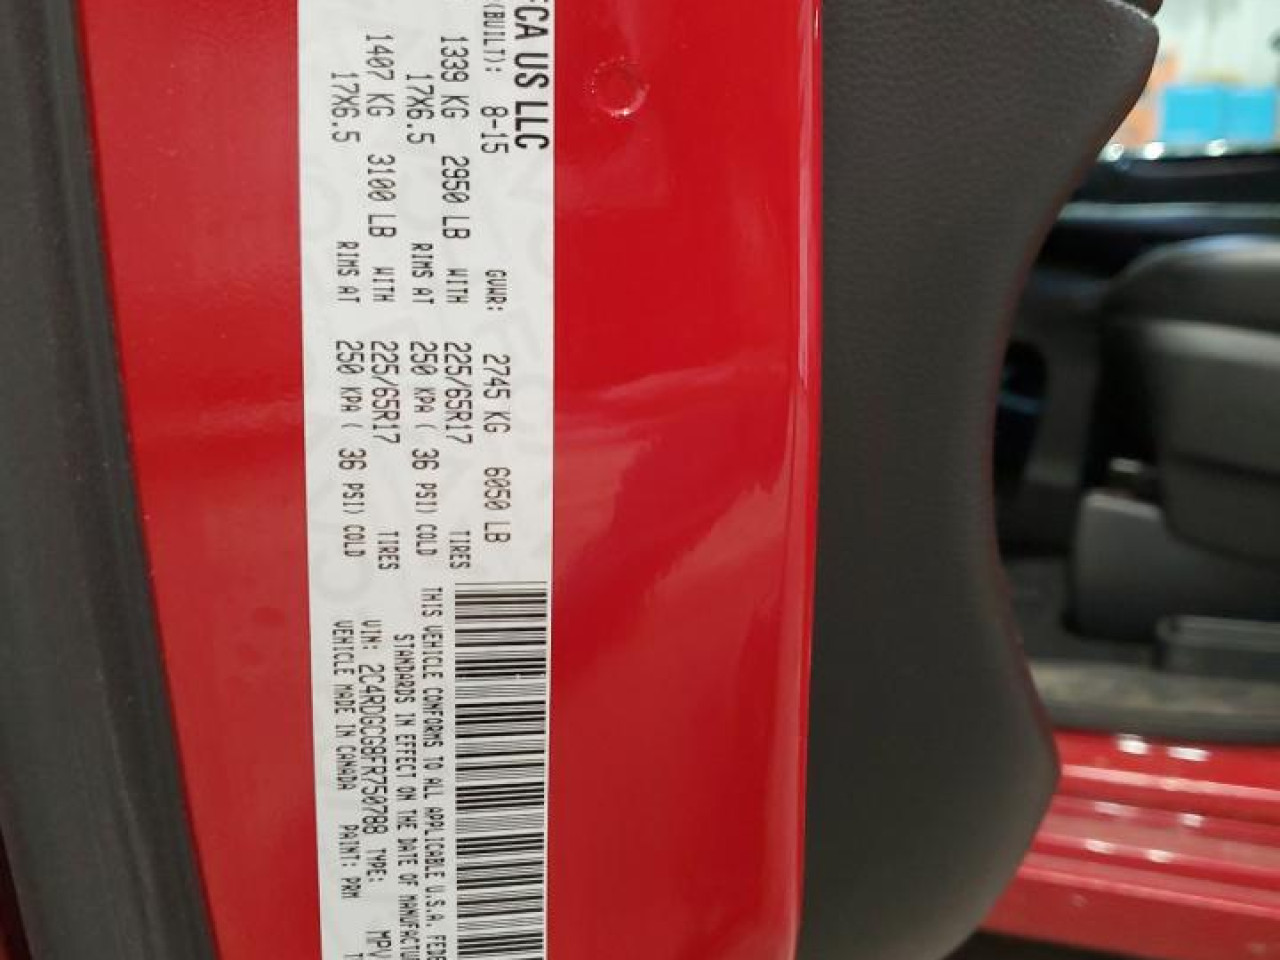 FCA US LLC
(BUILT): 8-15 GVWR: 2745 KG 6050 LB
1339 KG 2950 LB WITH 225/65R17 TIRES
17X6.5 RIMS AT 250 KPA ( 36 PSI) COLD
1407 KG 3100 LB WITH 225/65R17 TIRES
17X6.5 RIMS AT 250 KPA ( 36 PSI) COLD
THIS VEHICLE CONFORMS TO ALL APPLICABLE U.S.A.
STANDARDS IN EFFECT ON THE DATE OF
VIN: 2C4RDGCG8FR750788 TYPE: MPV
VEHICLE MADE IN CANADA PAINT: PRM